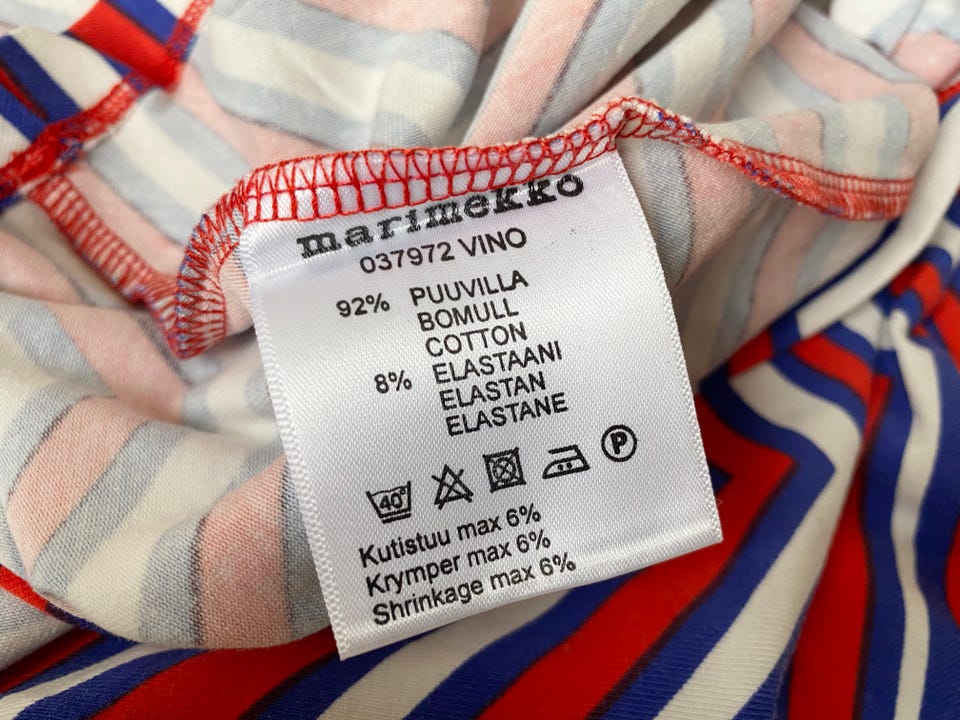 marimekko
037972 VINO
92% PUUVILLA
BOMULL
COTTON
8% ELASTAANI
ELASTAN
ELASTANE
40° P
Kutistuu max 6%
Krymper max 6%
Shrinkage max 6%